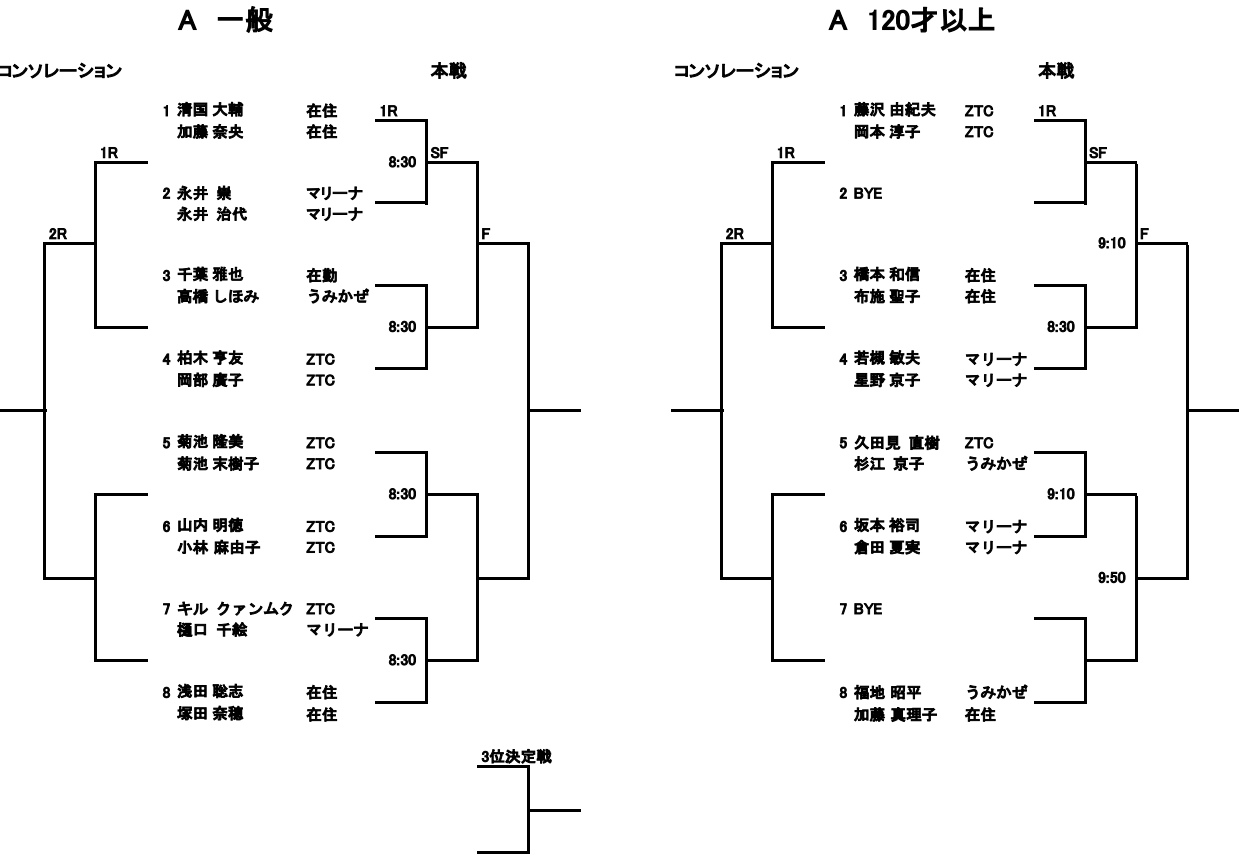 A 一般
コンソレーション 本戦
1 清国 大輔 在住 1R
加藤 奈央 在住
1R 8:30 SF
2 永井 崇 マリーナ
永井 治代 マリーナ
2R F
3 千葉 雅也 在勤
高橋 しほみ うみかぜ
8:30
4 柏木 亨友 ZTC
岡部 廣子 ZTC
5 菊池 隆美 ZTC
菊池 末樹子 ZTC
8:30
6 山内 明徳 ZTC
小林 麻由子 ZTC
7 キル クァンムク ZTC
樋口 千絵 マリーナ
8:30
8 浅田 聡志 在住
塚田 奈穂 在住
3位決定戦
A 120才以上
コンソレーション 本戦
1 藤沢 由紀夫 ZTC 1R
岡本 淳子 ZTC
1R SF
2 BYE
2R 9:10 F
3 橋本 和信 在住
布施 聖子 在住
8:30
4 若槻 敏夫 マリーナ
星野 京子 マリーナ
5 久田見 直樹 ZTC
杉江 京子 うみかぜ
9:10
6 坂本 裕司 マリーナ
倉田 夏実 マリーナ
9:50
7 BYE
8 福地 昭平 うみかぜ
加藤 真理子 在住